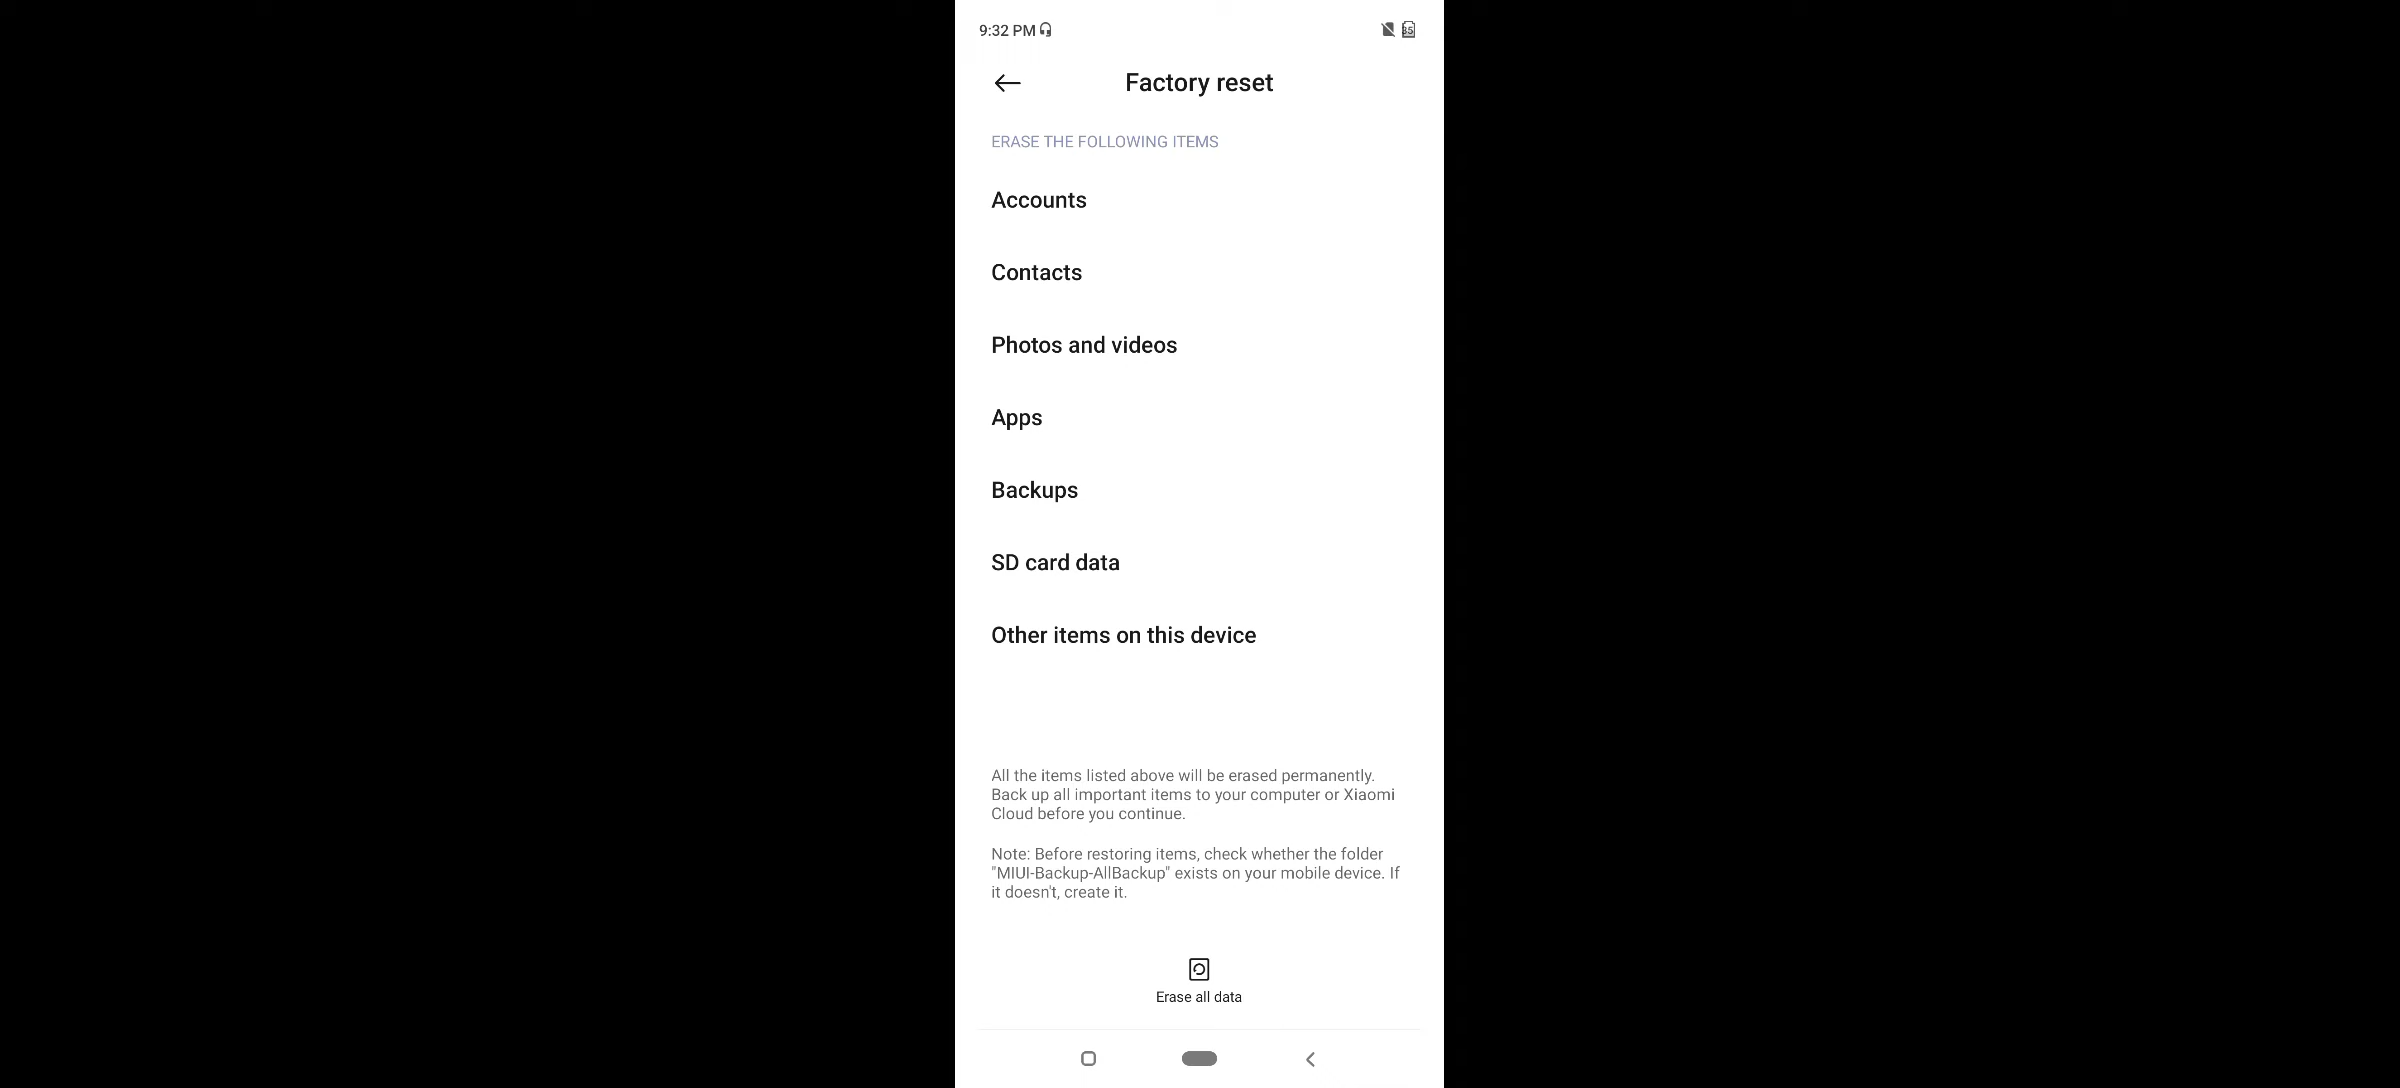 9:32 PM
Factory reset
ERASE THE FOLLOWING ITEMS
Accounts
Contacts
Photos and videos
Apps
Backups
SD card data
Other items on this device
All the items listed above will be erased permanently.
Back up all important items to your computer or Xiaomi
Cloud before you continue.
Note: Before restoring items, check whether the folder
"MIUI-Backup-AllBackup" exists on your mobile device. If
it doesn't, create it.
Erase all data